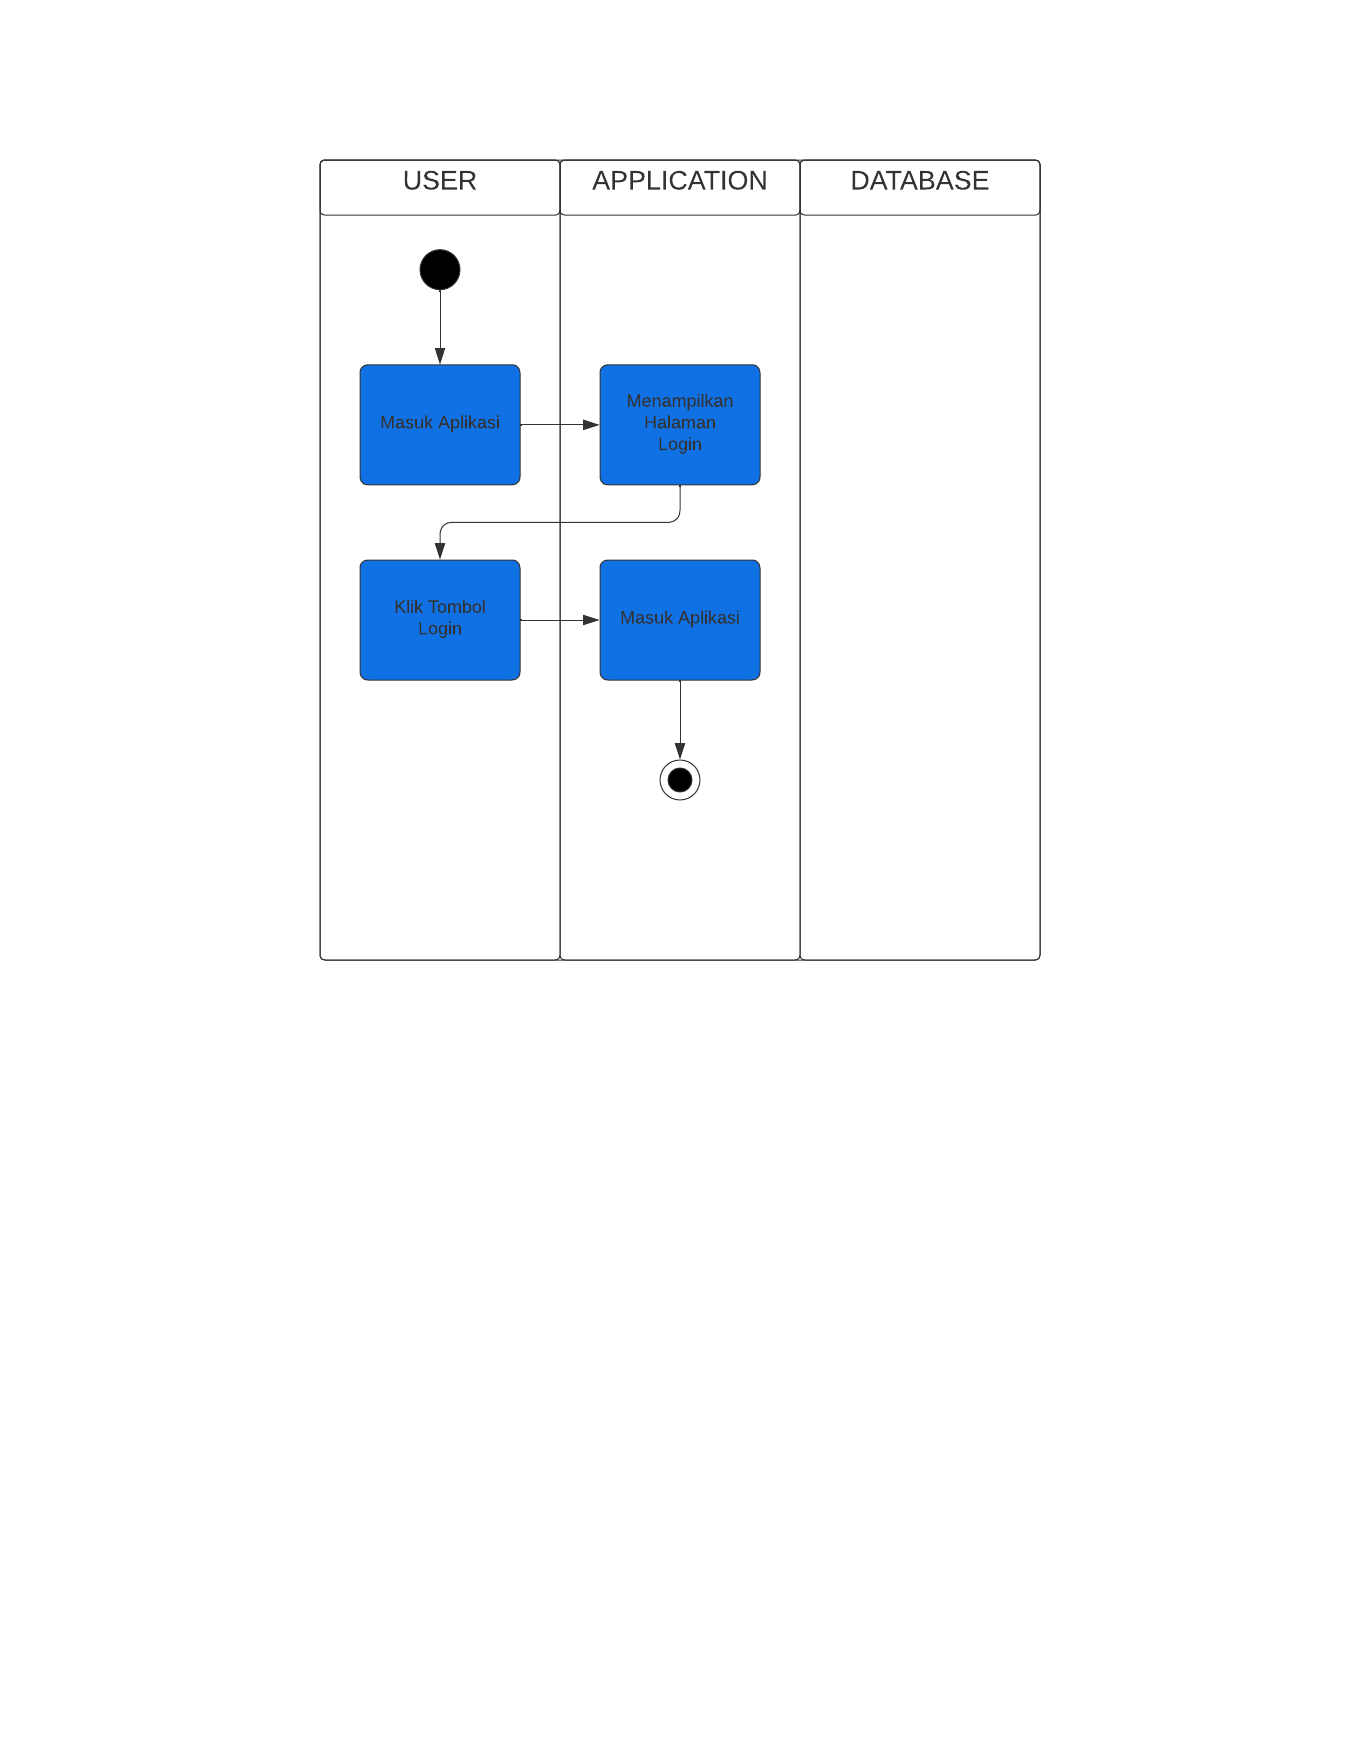 USER
APPLICATION
DATABASE
Masuk Aplikasi
Menampilkan
Halaman
Login
Klik Tombol
Login
Masuk Aplikasi